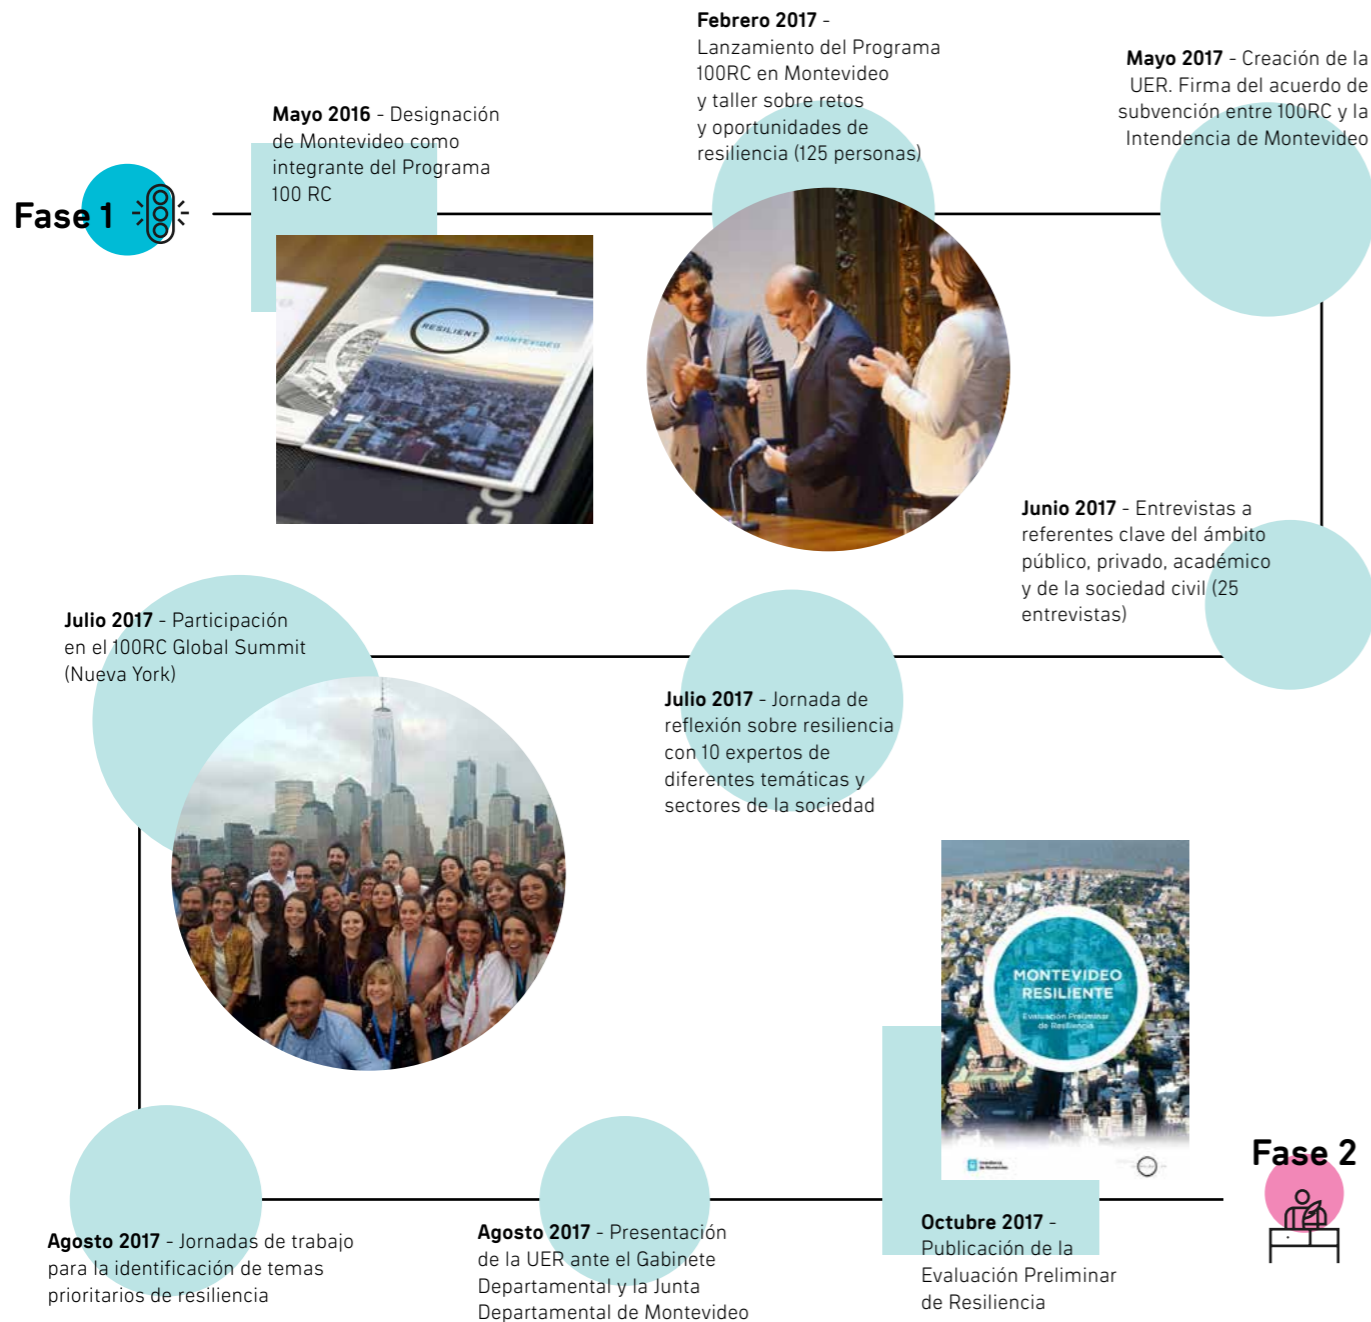 Fase 1
Mayo 2016 - Designación
de Montevideo como
integrante del Programa
100 RC
Febrero 2017 -
Lanzamiento del Programa
100RC en Montevideo
y taller sobre retos
y oportunidades de
resiliencia (125 personas)
Mayo 2017 - Creación de la
UER. Firma del acuerdo de
subvención entre 100RC y la
Intendencia de Montevideo
RESILIENT
MONTEVIDEO
Junio 2017 - Entrevistas a
referentes clave del ámbito
público, privado, académico
y de la sociedad civil (25
entrevistas)
Julio 2017 - Jornada de
reflexión sobre resiliencia
con 10 expertos de
diferentes temáticas y
sectores de la sociedad
Julio 2017 - Participación
en el 100RC Global Summit
(Nueva York)
Agosto 2017 - Jornadas de trabajo
para la identificación de temas
prioritarios de resiliencia
Agosto 2017 - Presentación
de la UER ante el Gabinete
Departamental y la Junta
Departamental de Montevideo
MONTEVIDEO
RESILIENTE
Evaluación Preliminar
de Resiliencia
Intendencia
de Montevideo
Octubre 2017 -
Publicación de la
Evaluación Preliminar
de Resiliencia
Fase 2